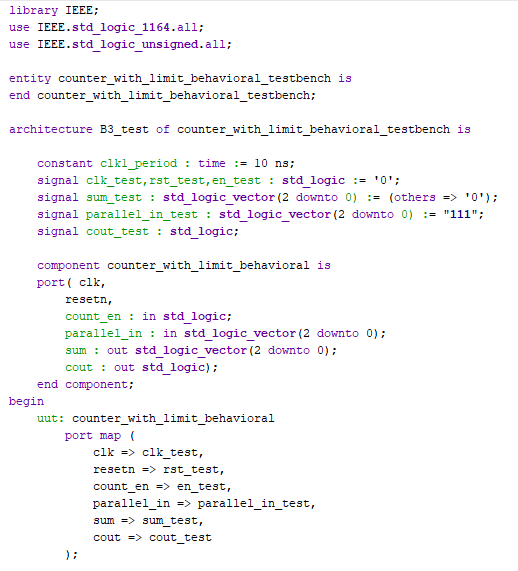 library IEEE;
use IEEE.std_logic_1164.all;
use IEEE.std_logic_unsigned.all;

entity counter_with_limit_behavioral_testbench is
end counter_with_limit_behavioral_testbench;

architecture B3_test of counter_with_limit_behavioral_testbench is

    constant clk1_period : time := 10 ns;
    signal clk_test,rst_test,en_test : std_logic := '0';
    signal sum_test : std_logic_vector(2 downto 0) := (others => '0');
    signal parallel_in_test : std_logic_vector(2 downto 0) := "111";
    signal cout_test : std_logic;

    component counter_with_limit_behavioral is
    port( clk,
        resetn,
        count_en : in std_logic;
        parallel_in : in std_logic_vector(2 downto 0);
        sum : out std_logic_vector(2 downto 0);
        cout : out std_logic);
    end component;
begin
    uut: counter_with_limit_behavioral
        port map (
            clk => clk_test,
            resetn => rst_test,
            count_en => en_test,
            parallel_in => parallel_in_test,
            sum => sum_test,
            cout => cout_test
        );